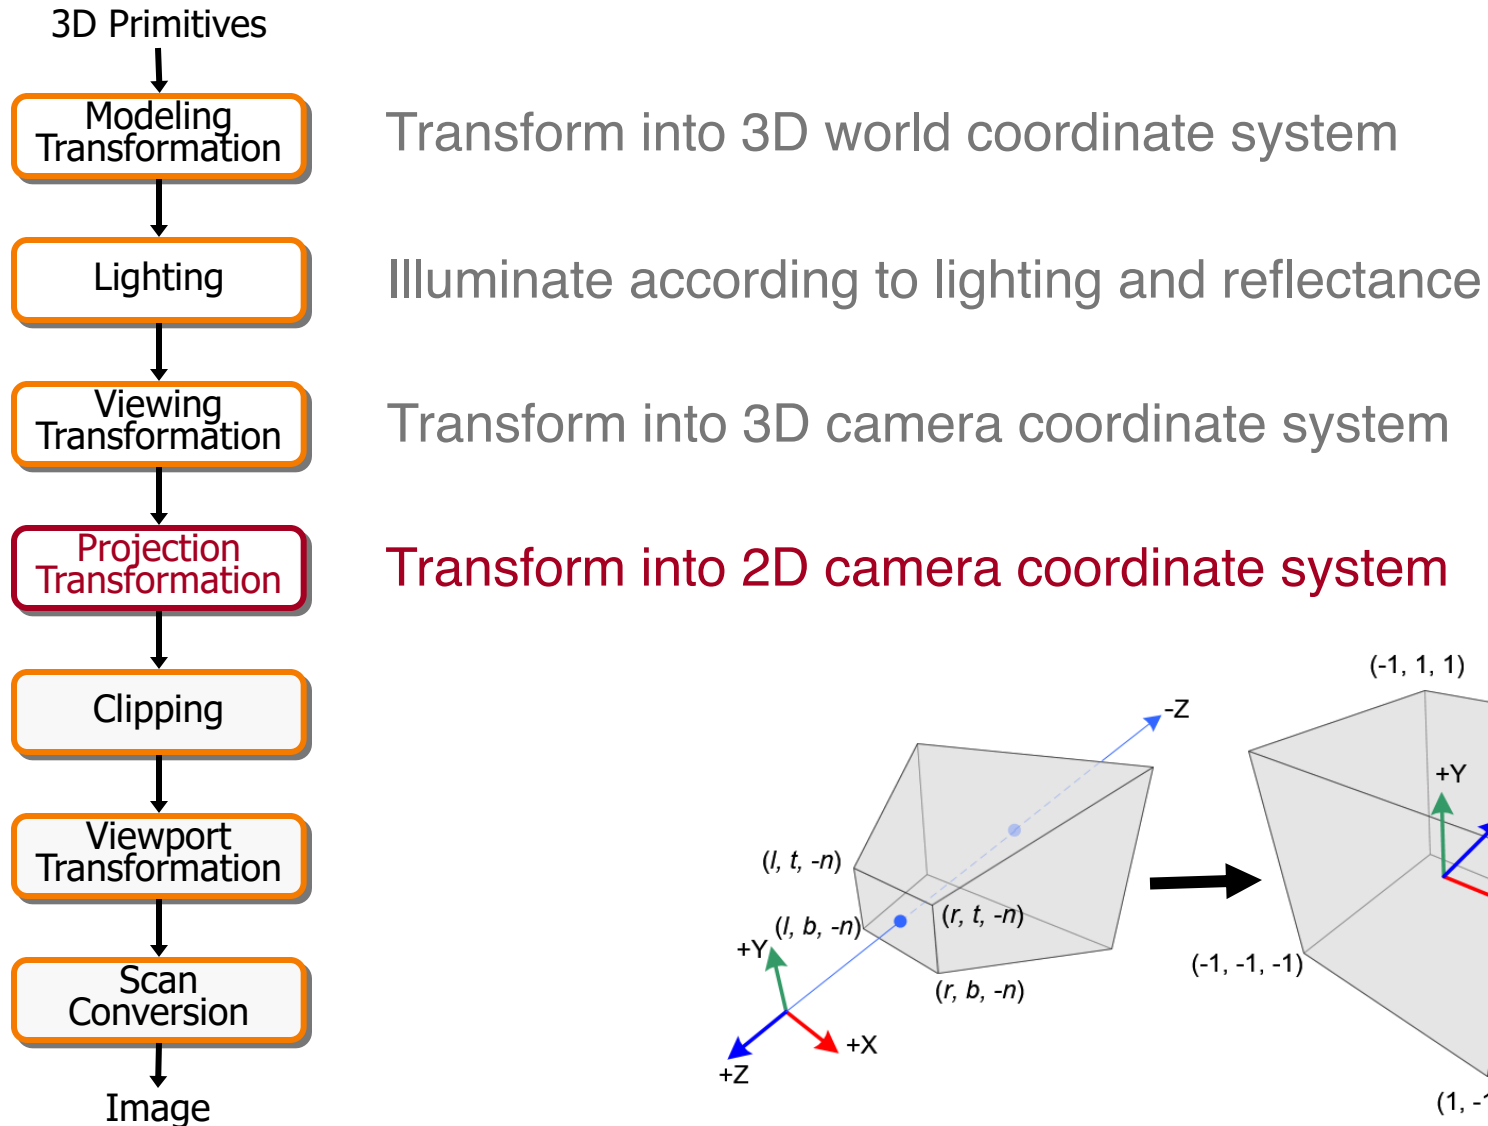 3D Primitives
Modeling
Transformation
Transform into 3D world coordinate system
Lighting
Illuminate according to lighting and reflectance
Viewing
Transformation
Transform into 3D camera coordinate system
Projection
Transformation
Transform into 2D camera coordinate system
Clipping
Viewport
Transformation
Scan
Conversion
Image
-Z
(l, t, -n)
(l, b, -n)
(r, t, -n)
(r, b, -n)
+Y
+X
+Z
(-1, 1, 1)
+Y
(-1, -1, -1)
(1, -1